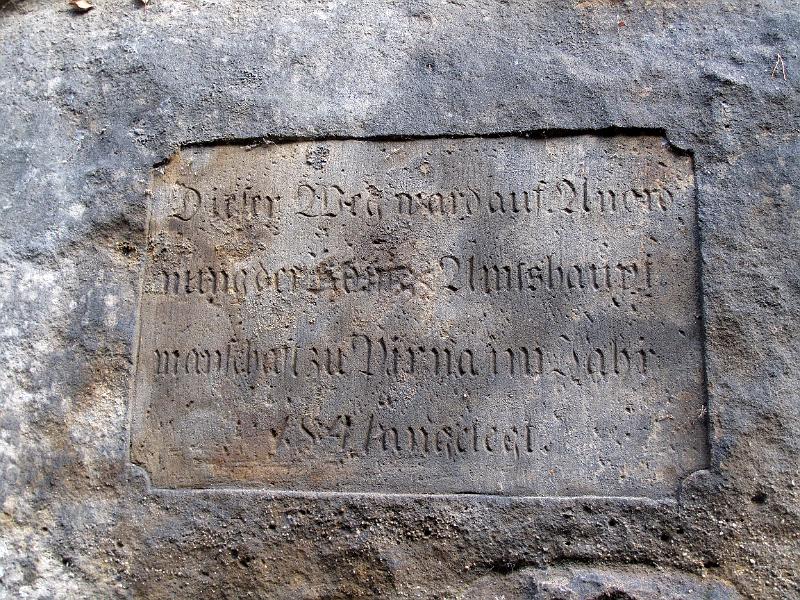 Dieser Weg ward auf Anord
nung der Amtshaupt
manschaft zu Pirna im Jahr
angelegt.